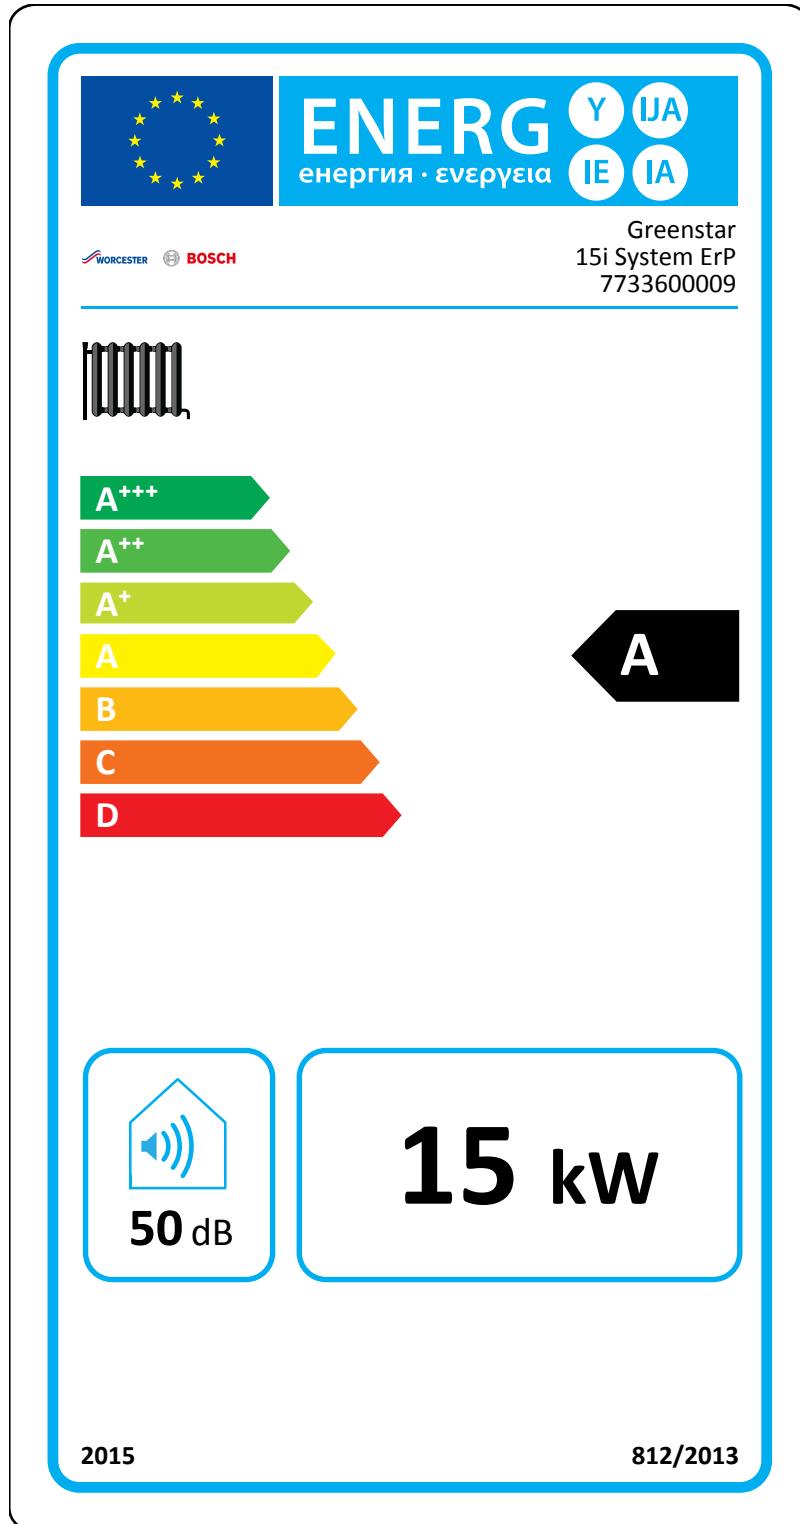 ENERG
енергия · ενεργεια
Y IJA
IE IA
WORCESTER BOSCH
Greenstar
15i System ErP
7733600009
A+++
A++
A+
A
B
C
D
A
50 dB
15 kW
2015
812/2013